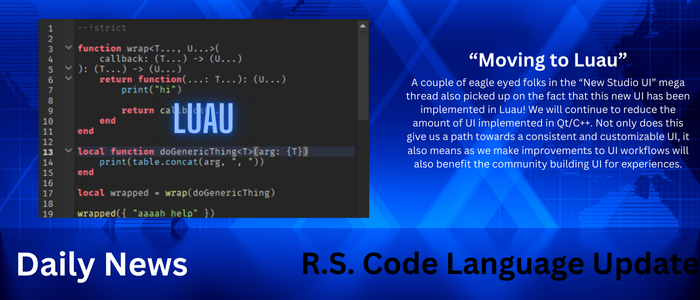 1 --!strict
2
3 function wrap<T..., U...>(
4 callback: (T...) -> (U...)
5 ): (T...) -> (U...)
6 return function(...: T...): (U...)
7 print("hi")
8
9 return call
10 end
11 end
12
13 local function doGenericThing<T>(arg: {T})
14 print(table.concat(arg, ", "))
15 end
16
17 local wrapped = wrap(doGenericThing)
18
19 wrapped({ "aaaah help" })
LUAU
“Moving to Luau”
A couple of eagle eyed folks in the “New Studio UI” mega
thread also picked up on the fact that this new UI has been
implemented in Luau! We will continue to reduce the
amount of UI implemented in Qt/C++. Not only does this
give us a path towards a consistent and customizable UI, it
also means as we make improvements to UI workflows will
also benefit the community building UI for experiences.
Daily News
R.S. Code Language Update